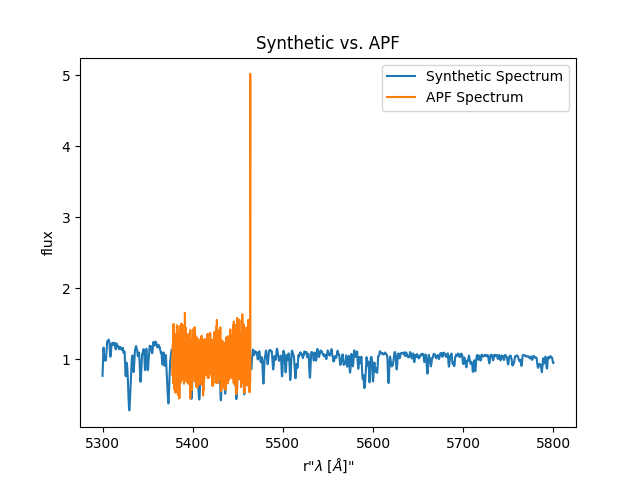 Synthetic vs. APF
Synthetic Spectrum
APF Spectrum
5
4
3
2
1
flux
5300 5400 5500 5600 5700 5800
r"λ [Å]"